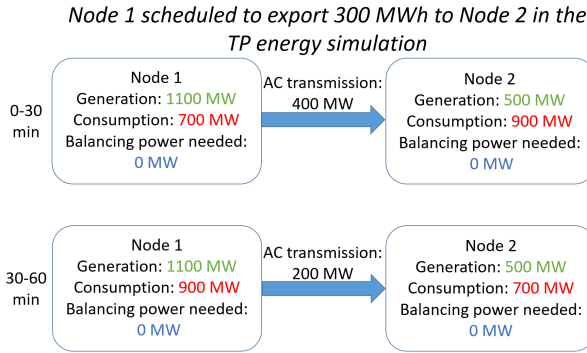 Node 1 scheduled to export 300 MWh to Node 2 in the
TP energy simulation
0-30
min
Node 1
Generation: 1100 MW
Consumption: 700 MW
Balancing power needed:
0 MW
AC transmission:
400 MW
Node 2
Generation: 500 MW
Consumption: 900 MW
Balancing power needed:
0 MW
30-60
min
Node 1
Generation: 1100 MW
Consumption: 900 MW
Balancing power needed:
0 MW
AC transmission:
200 MW
Node 2
Generation: 500 MW
Consumption: 700 MW
Balancing power needed:
0 MW